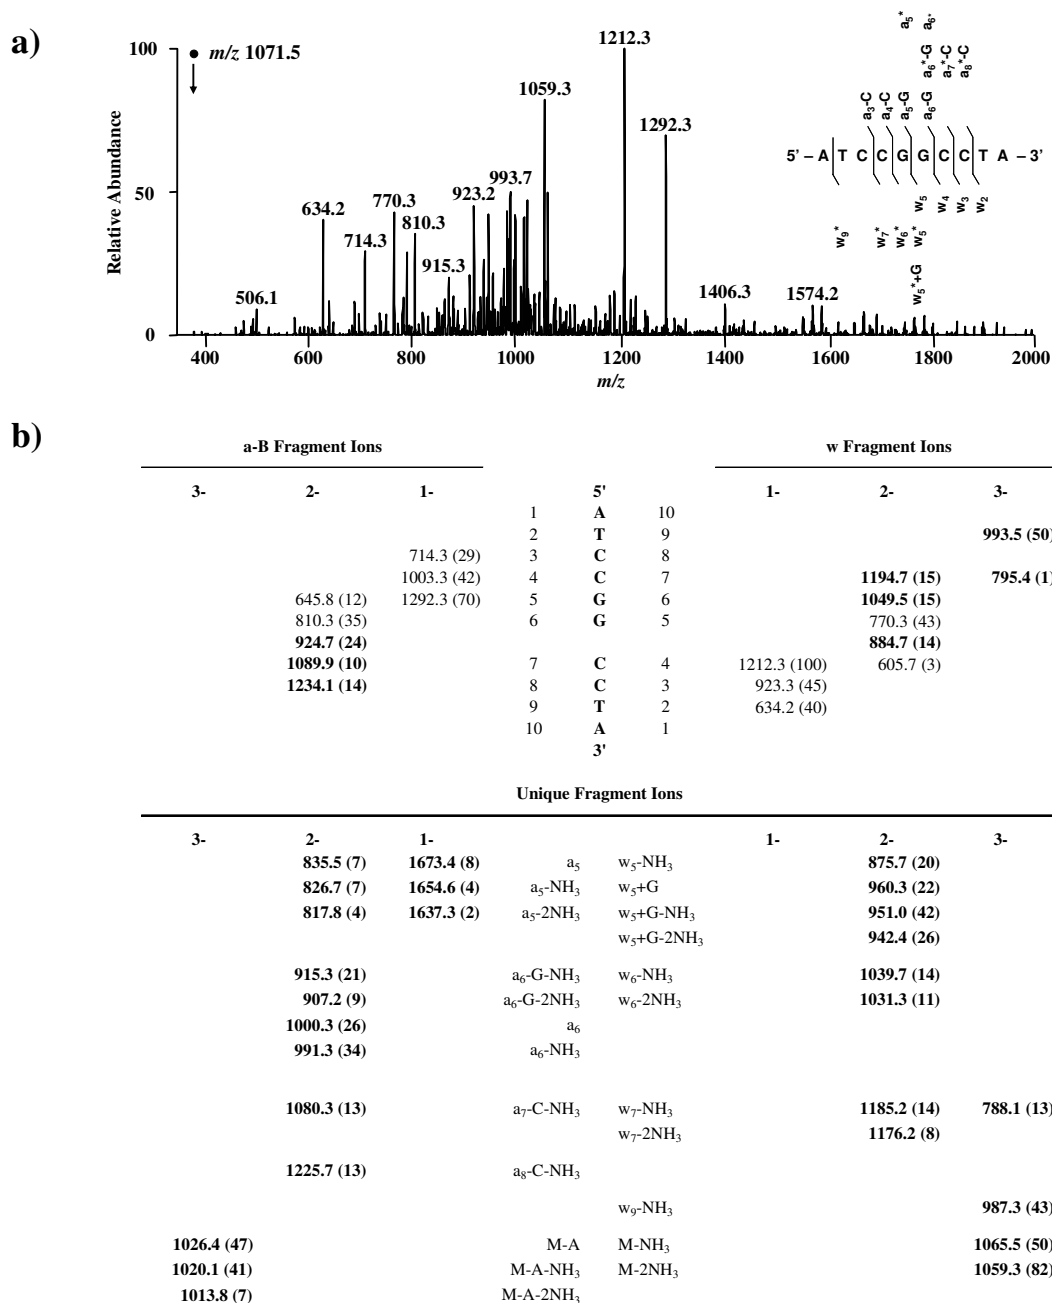 a)
m/z 1071.5
Relative Abundance
100
50
0
506.1
634.2
714.3
770.3
810.3
915.3
923.2
993.7
1059.3
1212.3
1292.3
1406.3
1574.2
400 600 800 1000 1200 1400 1600 1800 2000
m/z
a5* a6*
a6*-G a7*-C a8*-C
a3-C a4-C a5-G a6-G
5' – A T C C G G C C T A – 3'
w5 w4 w3 w2
w9* w7* w6* w5*
w5*+G
b)
a-B Fragment Ions w Fragment Ions
3- 2- 1- 5' 1- 2- 3-
1 A 10
2 T 9 993.5 (50)
714.3 (29) 3 C 8
1003.3 (42) 4 C 7 1194.7 (15) 795.4 (1)
645.8 (12) 1292.3 (70) 5 G 6 1049.5 (15)
810.3 (35) 6 G 5 770.3 (43)
924.7 (24) 884.7 (14)
1089.9 (10) 7 C 4 1212.3 (100) 605.7 (3)
1234.1 (14) 8 C 3 923.3 (45)
9 T 2 634.2 (40)
10 A 1
3'
Unique Fragment Ions
3- 2- 1- 1- 2- 3-
835.5 (7) 1673.4 (8) a5 w5-NH3 875.7 (20)
826.7 (7) 1654.6 (4) a5-NH3 w5+G 960.3 (22)
817.8 (4) 1637.3 (2) a5-2NH3 w5+G-NH3 951.0 (42)
w5+G-2NH3 942.4 (26)
915.3 (21) a6-G-NH3 w6-NH3 1039.7 (14)
907.2 (9) a6-G-2NH3 w6-2NH3 1031.3 (11)
1000.3 (26) a6
991.3 (34) a6-NH3
1080.3 (13) a7-C-NH3 w7-NH3 1185.2 (14) 788.1 (13)
w7-2NH3 1176.2 (8)
1225.7 (13) a8-C-NH3
w9-NH3 987.3 (43)
1026.4 (47) M-A M-NH3 1065.5 (50)
1020.1 (41) M-A-NH3 M-2NH3 1059.3 (82)
1013.8 (7) M-A-2NH3